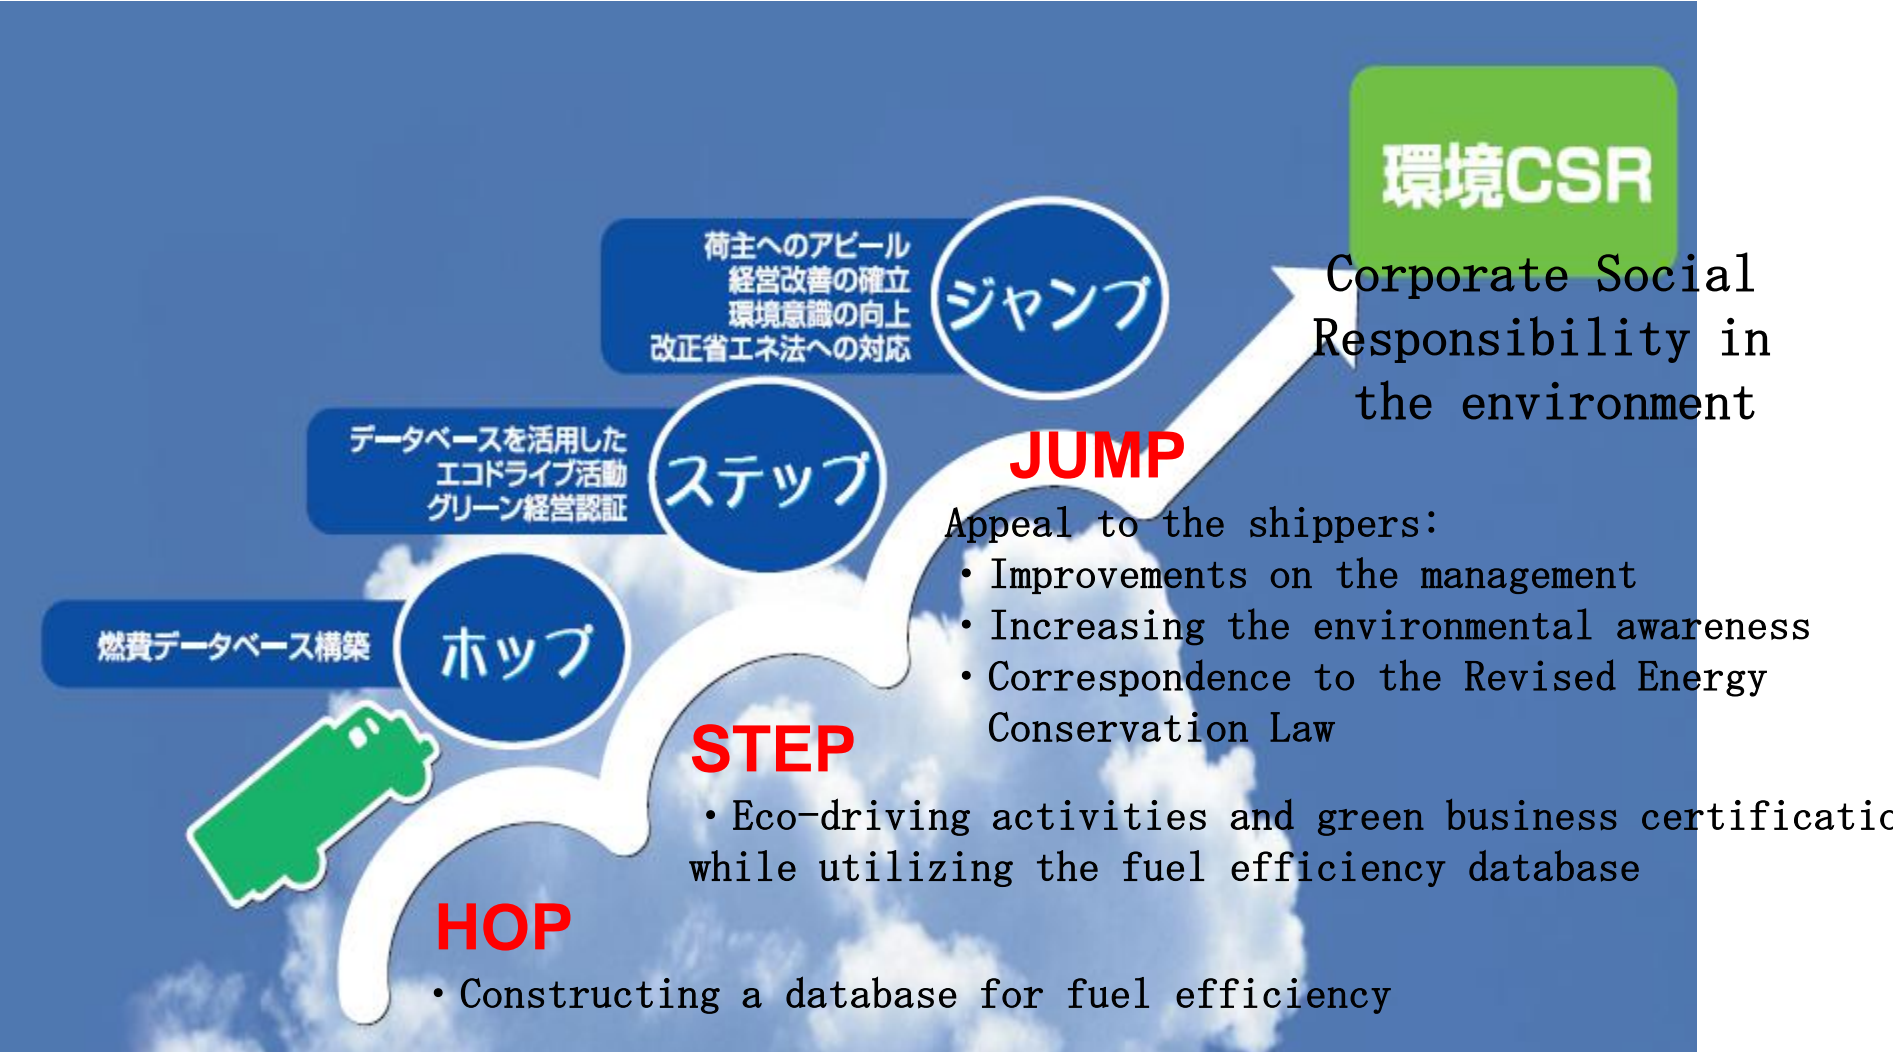 環境CSR
Corporate Social
Responsibility in
the environment
荷主へのアピール
経営改善の確立
環境意識の向上
改正省エネ法への対応
ジャンプ
データベースを活用した
エコドライブ活動
グリーン経営認証
ステップ
JUMP
Appeal to the shippers:
・Improvements on the management
・Increasing the environmental awareness
・Correspondence to the Revised Energy
Conservation Law
燃費データベース構築
ホップ
STEP
・Eco-driving activities and green business certificatio
while utilizing the fuel efficiency database
HOP
・Constructing a database for fuel efficiency